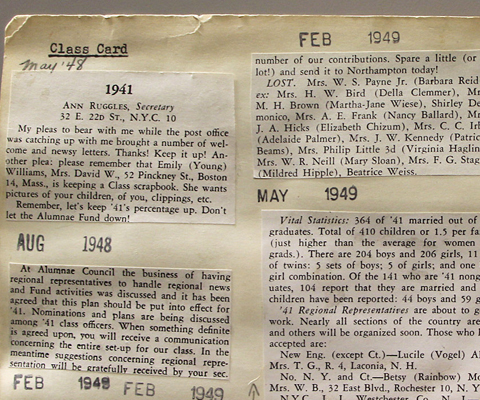 Class Card
May '48
1941
ANN RUGGLES, Secretary
32 E. 22D ST., N.Y.C. 10
My pleas to bear with me while the post office
was catching up with me brought a number of wel-
come and newsy letters. Thanks! Keep it up! An-
other plea: please remember that Emily (Young)
Williams, Mrs. David W., 52 Pinckney St., Boston
14, Mass., is keeping a Class scrapbook. She wants
pictures of your children, of you, clippings, etc.
Remember, let's keep '41's percentage up. Don't
let the Alumnae Fund down!
AUG 1948
At Alumnae Council the business of having
regional representatives to handle regional news
and Fund activities was discussed and it has been
agreed that this plan should be put into effect for
'41. Nominations and plans are being discussed
among '41 class officers. When something definite
is agreed upon, you will receive a communication
concerning the entire set-up for our class. In the
meantime suggestions concerning regional repre-
sentation will be gratefully received by your sec.
FEB 1949 FEB 1949
FEB 1949
number of our contributions. Spare a little (or
lot!) and send it to Northampton today!
LOST. Mrs. W. S. Payne Jr. (Barbara Reid
ex: Mrs. H. W. Bird (Della Clemmer), Mr
M. H. Brown (Martha-Jane Wiese), Shirley De
monico, Mrs. A. E. Frank (Nancy Ballard), M
J. A. Hicks (Elizabeth Chizum), Mrs. C. C. Ir
(Adelaide Palmer), Mrs. J. W. Kennedy (Patric
Beams), Mrs. Philip Little 3d (Virginia Haglin
Mrs. W. R. Neill (Mary Sloan), Mrs. F. G. Stag
(Mildred Hipple), Beatrice Weiss.
MAY 1949
Vital Statistics: 364 of '41 married out of
graduates. Total of 410 children or 1.5 per fa
(just higher than the average for women
grads.). There are 204 boys and 206 girls, 11
of twins: 5 sets of boys; 5 of girls; and one
girl combination. Of the 141 who are '41 nong
uates, 104 report that they are married and
children have been reported: 44 boys and 59 g
'41 Regional Representatives are about to g
work. Nearly all sections of the country are
and others will be organized soon. Those who l
accepted are:
New Eng. (except Ct.)—Lucile (Vogel) Al
Mrs. T. G., R. 4, Laconia, N. H.
No. N. Y. and Ct.—Betsy (Rainbow) Mo
Mrs. W. B., 32 East Blvd., Rochester 10, N. Y
N.Y.C., L. I., Westchester Co., N. J.